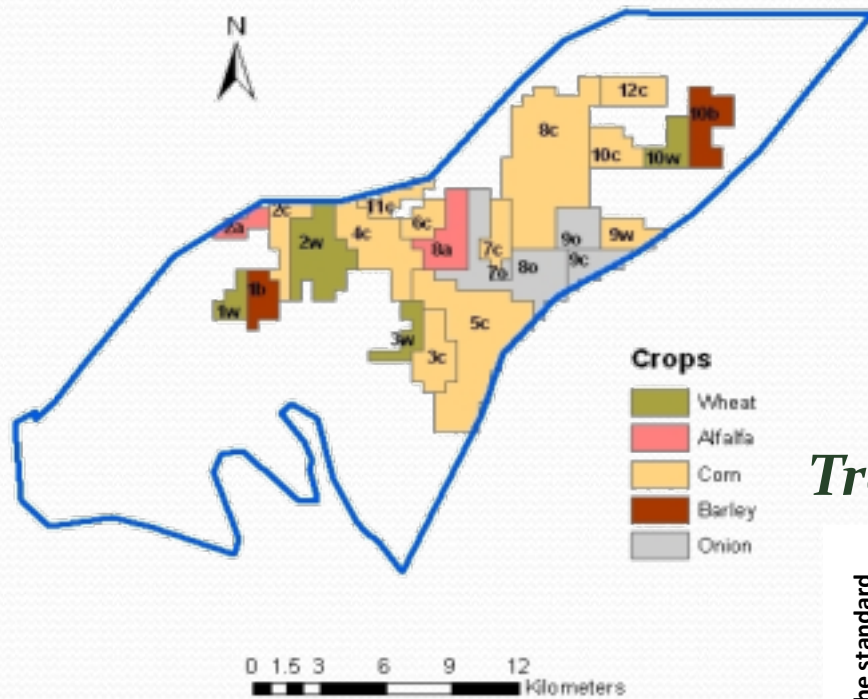 N
12c
10b
8c
10c
10w
2a
2c
11c
6c
4c
2w
8a
7c
9o
9w
7o
8o
9c
1b
1w
5c
3w
3c
Crops
Wheat
Alfalfa
Corn
Barley
Onion
0 1.5 3 6 9 12
Kilometers